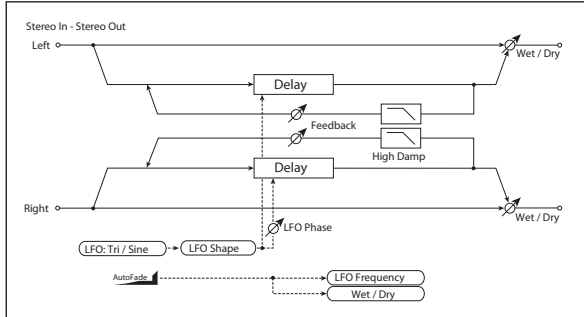 Stereo In - Stereo Out
Left
Wet / Dry
Delay
Feedback
High Damp
Delay
Right
Wet / Dry
LFO Phase
LFO: Tri / Sine
LFO Shape
AutoFade
LFO Frequency
Wet / Dry